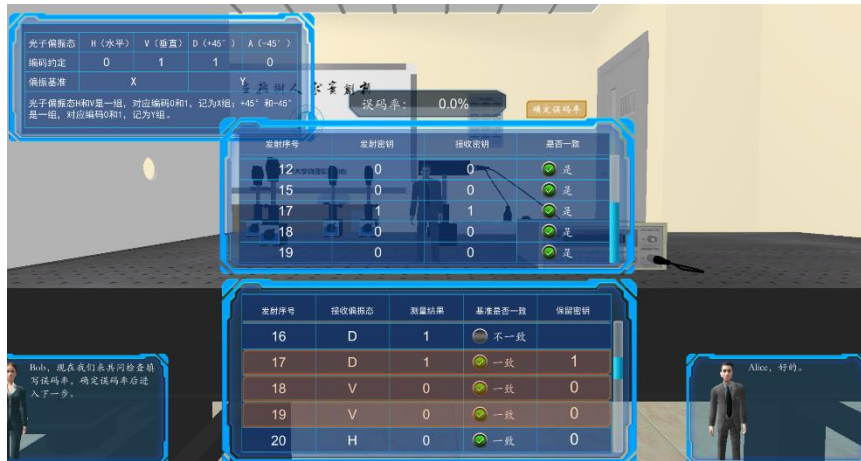 光子偏振态 H（水平） V（垂直） D（+45°） A（-45°）
编码约定 0 1 1 0
偏振基准 X Y
光子偏振态H和V是一组，对应编码0和1，记为X组；+45°和-45°
是一组，对应编码0和1，记为Y组。
误码率： 0.0%
确定误码率
发射序号 发射密钥 接收密钥 是否一致
12 0 0 是
15 0 0 是
17 1 1 是
18 0 0 是
19 0 0 是
发射序号 接收偏振态 测量结果 基准是否一致 保留密钥
16 D 1 不一致
17 D 1 一致 1
18 V 0 一致 0
19 V 0 一致 0
20 H 0 一致 0
Bob，现在我们来共同检查填
写误码率，确定误码率后进
入下一步。
Alice，好的。